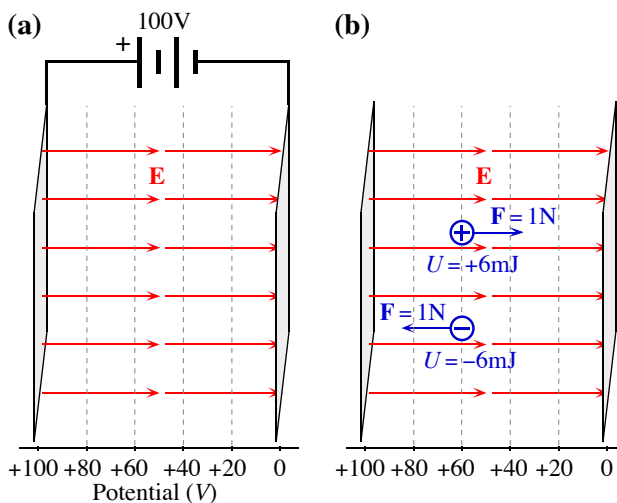 (a)
100V
+
E
+100 +80 +60 +40 +20 0
Potential (V)
(b)
E
F = 1N
+
U = +6mJ
F = 1N
−
U = −6mJ
+100 +80 +60 +40 +20 0